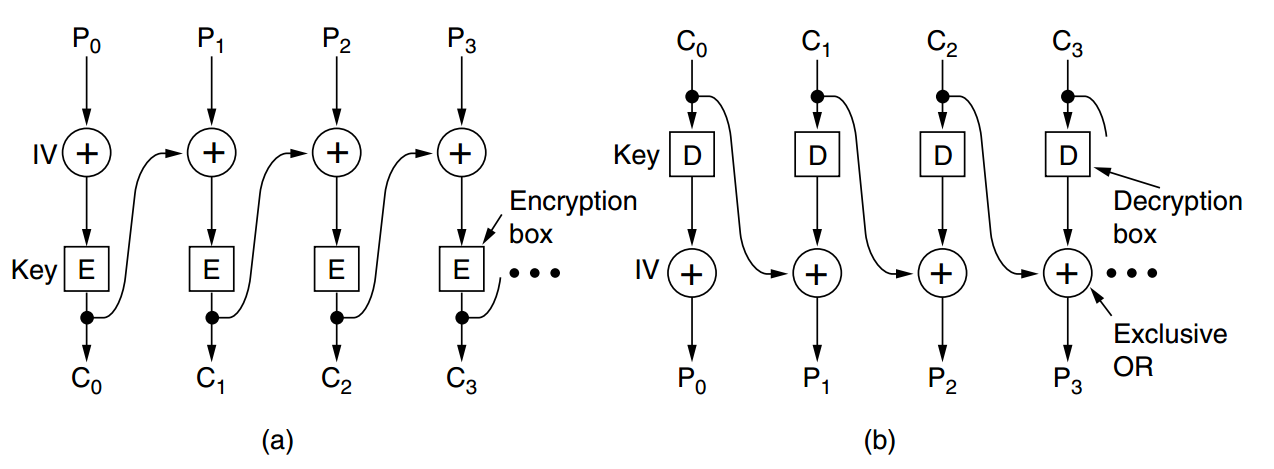 P0 P1 P2 P3
IV + + + +
Encryption
box
Key E E E E
C0 C1 C2 C3
(a)
C0 C1 C2 C3
Key D D D D
Decryption
box
IV + + + +
Exclusive
OR
P0 P1 P2 P3
(b)